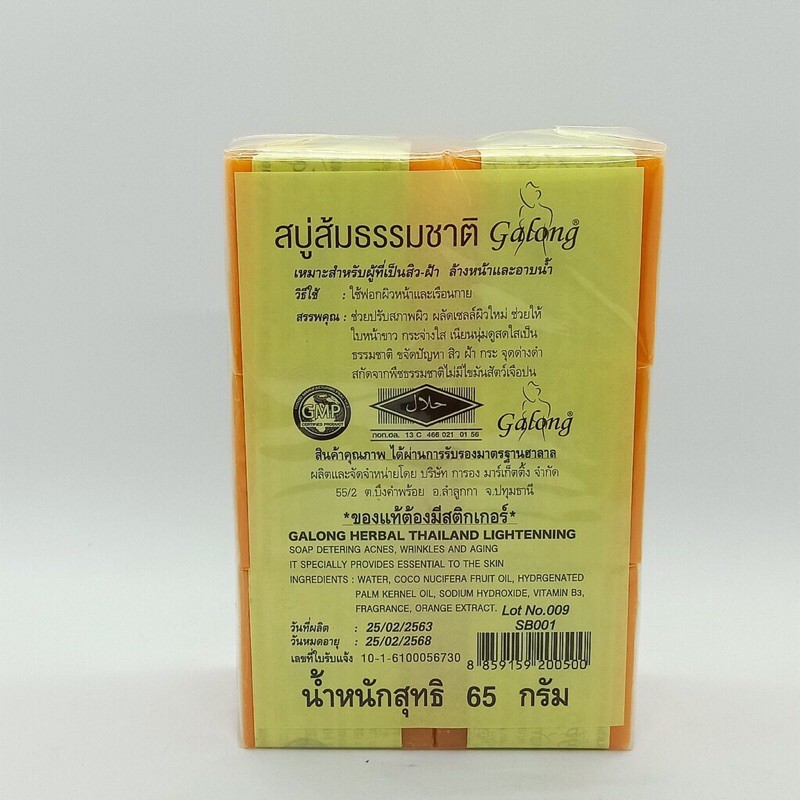 สบู่ส้มธรรมชาติ Galong®
เหมาะสำหรับผู้ที่เป็นสิว-ฝ้า ล้างหน้าและอาบน้ำ
วิธีใช้ : ใช้ฟอกผิวหน้าและเรือนกาย
สรรพคุณ : ช่วยปรับสภาพผิว ผลัดเซลล์ผิวใหม่ ช่วยให้
ใบหน้าขาว กระจ่างใส เนียนนุ่มดูสดใสเป็น
ธรรมชาติ ขจัดปัญหา สิว ฝ้า กระ จุดด่างดำ
สกัดจากพืชธรรมชาติไม่มีไขมันสัตว์เจือปน
GMP
CERTIFIED PRODUCT
حلال
กอท.ฮล. 13 C 466 021 01 56
Galong®
สินค้าคุณภาพ ได้ผ่านการรับรองมาตรฐานฮาลาล
ผลิตและจัดจำหน่ายโดย บริษัท การอง มาร์เก็ตติ้ง จำกัด
55/2 ต.บึงคำพร้อย อ.ลำลูกกา จ.ปทุมธานี
*ของแท้ต้องมีสติกเกอร์*
GALONG HERBAL THAILAND LIGHTENNING
SOAP DETERING ACNES, WRINKLES AND AGING
IT SPECIALLY PROVIDES ESSENTIAL TO THE SKIN
INGREDIENTS : WATER, COCO NUCIFERA FRUIT OIL, HYDRGENATED
PALM KERNEL OIL, SODIUM HYDROXIDE, VITAMIN B3,
FRAGRANCE, ORANGE EXTRACT. Lot No.009
SB001
วันที่ผลิต : 25/02/2563
วันหมดอายุ : 25/02/2568
เลขที่ใบรับแจ้ง 10-1-6100056730
8 859159 200500
น้ำหนักสุทธิ 65 กรัม